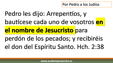 Por Pedro a los Judíos
Pedro les dijo: Arrepentíos, y
bautícese cada uno de vosotros en
el nombre de Jesucristo para
perdón de los pecados; y recibiréis
el don del Espíritu Santo. Hch. 2:38